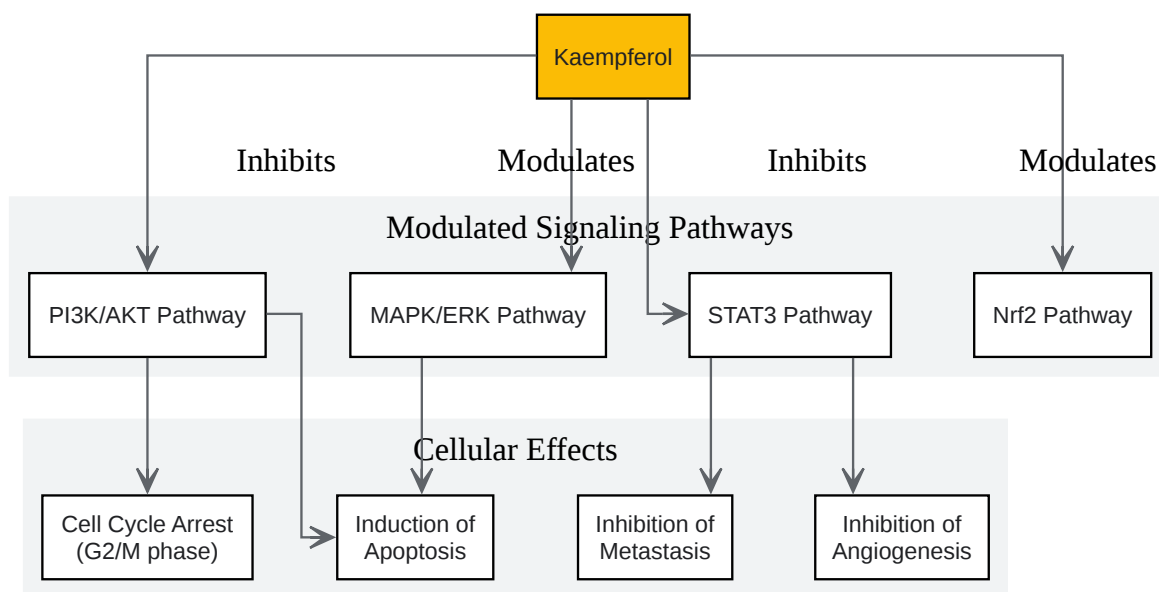 Kaempferol
Inhibits
Modulates
Inhibits
Modulates
Modulated Signaling Pathways
PI3K/AKT Pathway
MAPK/ERK Pathway
STAT3 Pathway
Nrf2 Pathway
Cellular Effects
Cell Cycle Arrest
(G2/M phase)
Induction of
Apoptosis
Inhibition of
Metastasis
Inhibition of
Angiogenesis